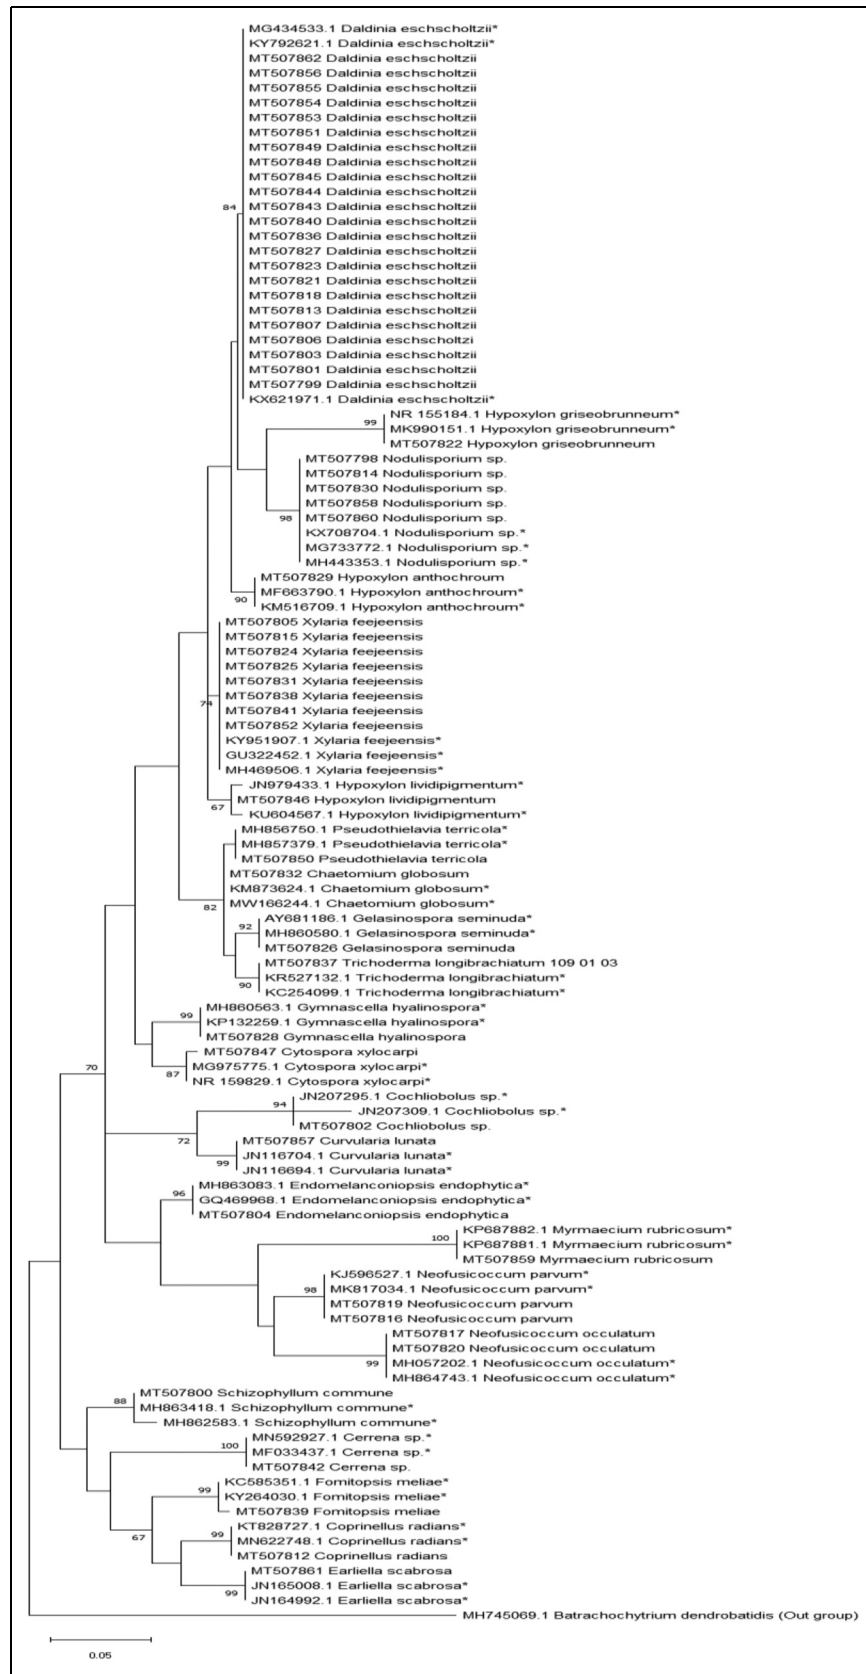 MG434533.1 Daldinia eschscholtzii*
KY792621.1 Daldinia eschscholtzii*
MT507862 Daldinia eschscholtzii
MT507856 Daldinia eschscholtzii
MT507855 Daldinia eschscholtzii
MT507854 Daldinia eschscholtzii
MT507853 Daldinia eschscholtzii
MT507851 Daldinia eschscholtzii
MT507849 Daldinia eschscholtzii
MT507848 Daldinia eschscholtzii
MT507845 Daldinia eschscholtzii
MT507844 Daldinia eschscholtzii
84 MT507843 Daldinia eschscholtzii
MT507840 Daldinia eschscholtzii
MT507836 Daldinia eschscholtzii
MT507827 Daldinia eschscholtzii
MT507823 Daldinia eschscholtzii
MT507821 Daldinia eschscholtzii
MT507818 Daldinia eschscholtzii
MT507813 Daldinia eschscholtzii
MT507807 Daldinia eschscholtzii
MT507806 Daldinia eschscholtzi
MT507803 Daldinia eschscholtzii
MT507801 Daldinia eschscholtzii
MT507799 Daldinia eschscholtzii
KX621971.1 Daldinia eschscholtzii*
NR 155184.1 Hypoxylon griseobrunneum*
99 MK990151.1 Hypoxylon griseobrunneum*
MT507822 Hypoxylon griseobrunneum
MT507798 Nodulisporium sp.
MT507814 Nodulisporium sp.
MT507830 Nodulisporium sp.
MT507858 Nodulisporium sp.
98 MT507860 Nodulisporium sp.
KX708704.1 Nodulisporium sp.*
MG733772.1 Nodulisporium sp.*
MH443353.1 Nodulisporium sp.*
MT507829 Hypoxylon anthochroum
MF663790.1 Hypoxylon anthochroum*
90 KM516709.1 Hypoxylon anthochroum*
MT507805 Xylaria feejeensis
MT507815 Xylaria feejeensis
MT507824 Xylaria feejeensis
MT507825 Xylaria feejeensis
MT507831 Xylaria feejeensis
74 MT507838 Xylaria feejeensis
MT507841 Xylaria feejeensis
MT507852 Xylaria feejeensis
KY951907.1 Xylaria feejeensis*
GU322452.1 Xylaria feejeensis*
MH469506.1 Xylaria feejeensis*
JN979433.1 Hypoxylon lividipigmentum*
MT507846 Hypoxylon lividipigmentum
67 KU604567.1 Hypoxylon lividipigmentum*
MH856750.1 Pseudothielavia terricola*
MH857379.1 Pseudothielavia terricola*
MT507850 Pseudothielavia terricola
MT507832 Chaetomium globosum
KM873624.1 Chaetomium globosum*
82 MW166244.1 Chaetomium globosum*
AY681186.1 Gelasinospora seminuda*
92 MH860580.1 Gelasinospora seminuda*
MT507826 Gelasinospora seminuda
MT507837 Trichoderma longibrachiatum 109 01 03
90 KR527132.1 Trichoderma longibrachiatum*
KC254099.1 Trichoderma longibrachiatum*
MH860563.1 Gymnascella hyalinospora*
99 KP132259.1 Gymnascella hyalinospora*
MT507828 Gymnascella hyalinospora
MT507847 Cytospora xylocarpi
70 MG975775.1 Cytospora xylocarpi*
87 NR 159829.1 Cytospora xylocarpi*
JN207295.1 Cochliobolus sp.*
94 JN207309.1 Cochliobolus sp.*
MT507802 Cochliobolus sp.
72 MT507857 Curvularia lunata
JN116704.1 Curvularia lunata*
99 JN116694.1 Curvularia lunata*
MH863083.1 Endomelanconiopsis endophytica*
96 GQ469968.1 Endomelanconiopsis endophytica*
MT507804 Endomelanconiopsis endophytica
KP687882.1 Myrmaecium rubricosum*
100 KP687881.1 Myrmaecium rubricosum*
MT507859 Myrmaecium rubricosum
KJ596527.1 Neofusicoccum parvum*
98 MK817034.1 Neofusicoccum parvum*
MT507819 Neofusicoccum parvum
MT507816 Neofusicoccum parvum
MT507817 Neofusicoccum occulatum
MT507820 Neofusicoccum occulatum
99 MH057202.1 Neofusicoccum occulatum*
MH864743.1 Neofusicoccum occulatum*
MT507800 Schizophyllum commune
88 MH863418.1 Schizophyllum commune*
MH862583.1 Schizophyllum commune*
MN592927.1 Cerrena sp.*
100 MF033437.1 Cerrena sp.*
MT507842 Cerrena sp.
KC585351.1 Fomitopsis meliae*
99 KY264030.1 Fomitopsis meliae*
MT507839 Fomitopsis meliae
KT828727.1 Coprinellus radians*
67 99 MN622748.1 Coprinellus radians*
MT507812 Coprinellus radians
MT507861 Earliella scabrosa
JN165008.1 Earliella scabrosa*
99 JN164992.1 Earliella scabrosa*
MH745069.1 Batrachochytrium dendrobatidis (Out group)
0.05